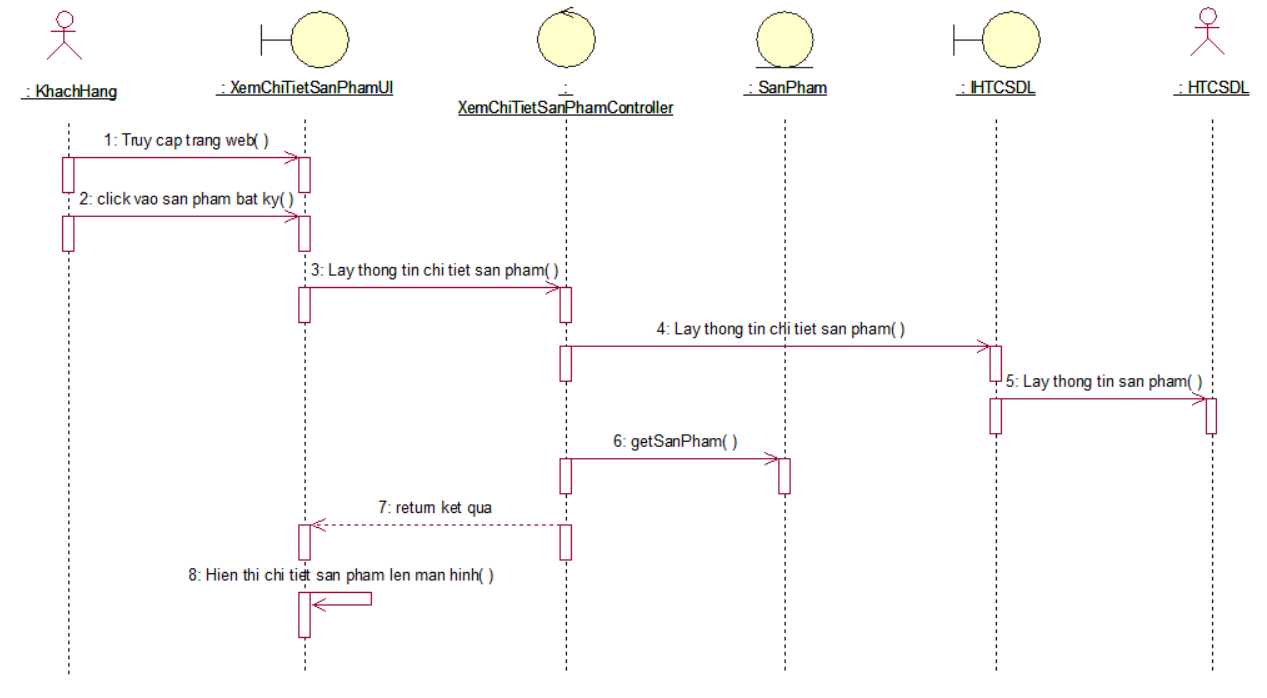 : KhachHang
: XemChiTietSanPhamUI
:
XemChiTietSanPhamController
: SanPham
: IHTCSDL
: HTCSDL
1: Truy cap trang web( )
2: click vao san pham bat ky( )
3: Lay thong tin chi tiet san pham( )
4: Lay thong tin chi tiet san pham( )
5: Lay thong tin san pham( )
6: getSanPham( )
7: return ket qua
8: Hien thi chi tiet san pham len man hinh( )